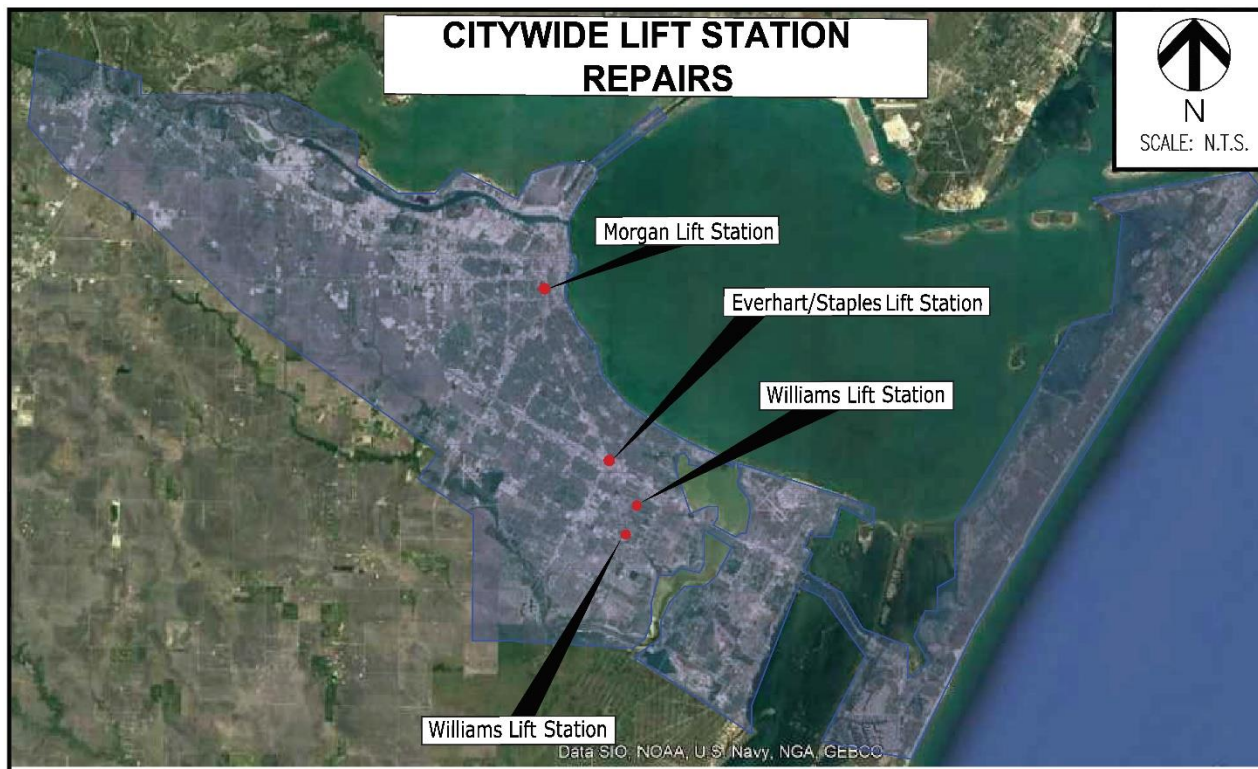 CITYWIDE LIFT STATION
REPAIRS
N
SCALE: N.T.S.
Morgan Lift Station
Everhart/Staples Lift Station
Williams Lift Station
Williams Lift Station
Data SIO, NOAA, U.S. Navy, NGA, GEBCO